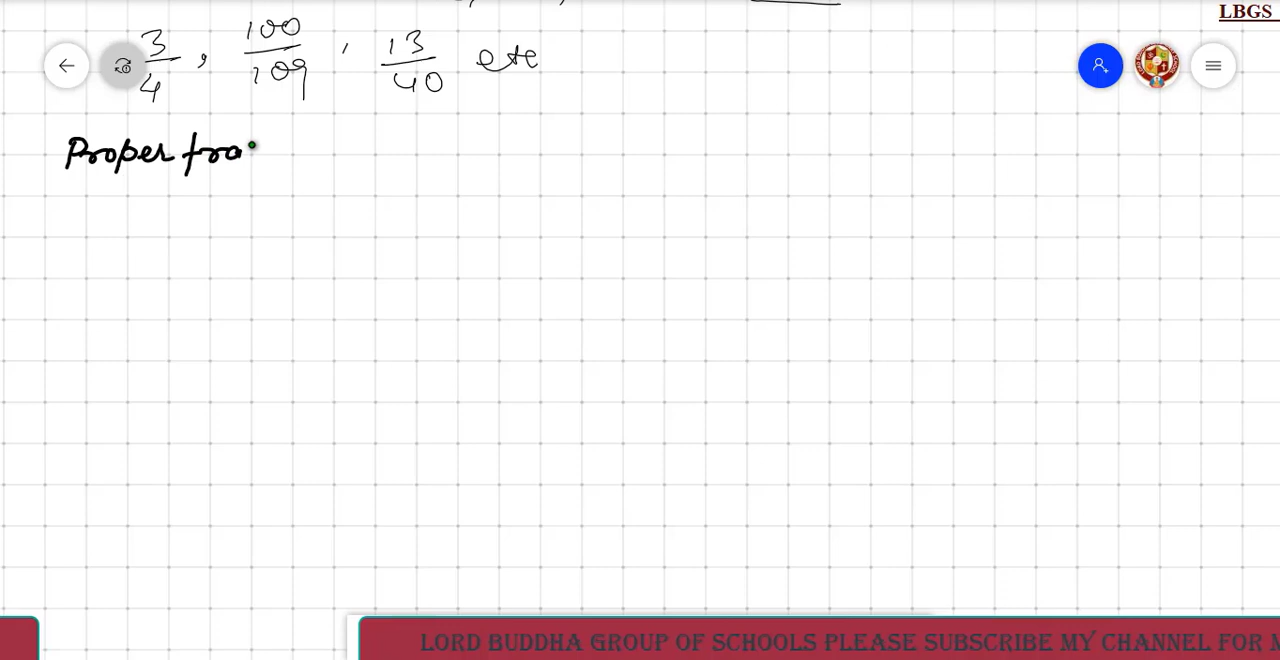 LBGS
3/4 , 100/109 , 13/40 etc
Proper fra
LORD BUDDHA GROUP OF SCHOOLS PLEASE SUBSCRIBE MY CHANNEL FOR